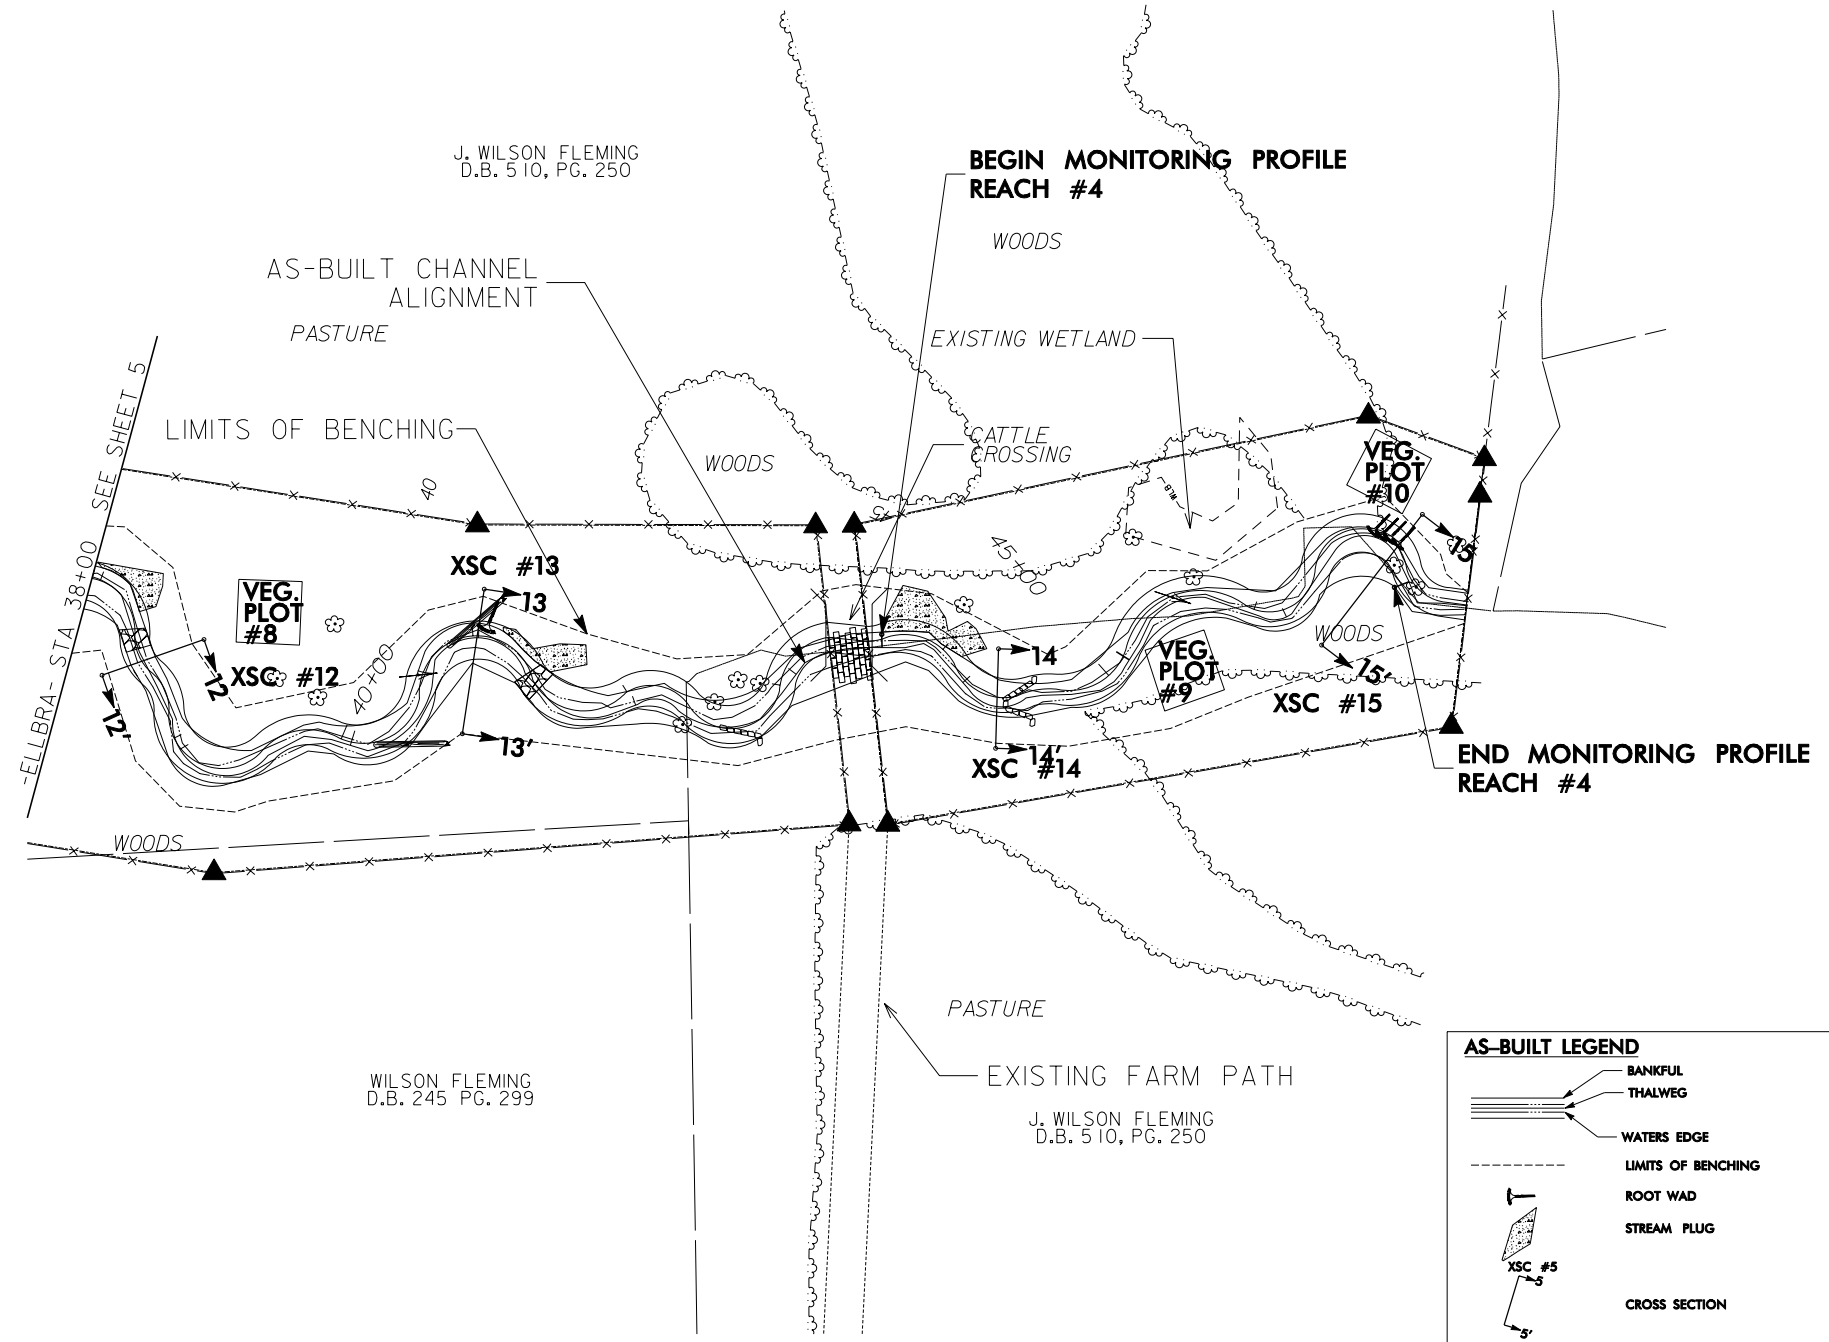 J. WILSON FLEMING
D.B. 510, PG. 250
BEGIN MONITORING PROFILE
REACH #4
WOODS
AS-BUILT CHANNEL
ALIGNMENT
PASTURE
EXISTING WETLAND
LIMITS OF BENCHING
CATTLE
CROSSING
WOODS
SEE SHEET 5
-ELLBRA- STA 38+00
40
VEG.
PLOT
#10
WLB
45+00
15
XSC #13
13
VEG.
PLOT
#8
XSC #12
12
12'
40+00
13'
14
14'
XSC #14
VEG.
PLOT
#9
WOODS
15'
XSC #15
END MONITORING PROFILE
REACH #4
WOODS
PASTURE
EXISTING FARM PATH
WILSON FLEMING
D.B. 245 PG. 299
J. WILSON FLEMING
D.B. 510, PG. 250
AS-BUILT LEGEND
BANKFUL
THALWEG
WATERS EDGE
LIMITS OF BENCHING
ROOT WAD
STREAM PLUG
XSC #5
5
CROSS SECTION
5'